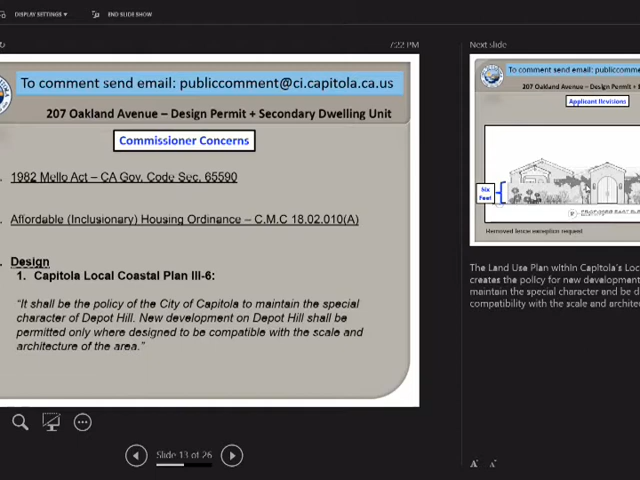 DISPLAY SETTINGS ▾
END SLIDE SHOW
7:22 PM
To comment send email: publiccomment@ci.capitola.ca.us
207 Oakland Avenue – Design Permit + Secondary Dwelling Unit
Commissioner Concerns
1982 Mello Act – CA Gov. Code Sec. 65590
Affordable (Inclusionary) Housing Ordinance – C.M.C 18.02.010(A)
Design
1. Capitola Local Coastal Plan III-6:
“It shall be the policy of the City of Capitola to maintain the special
character of Depot Hill. New development on Depot Hill shall be
permitted only where designed to be compatible with the scale and
architecture of the area.”
Slide 13 of 26
Next slide
To comment send email: publiccomme
207 Oakland Avenue – Design Permit + Se
Applicant Revisions
Six
Feet
Removed fence exception request
The Land Use Plan within Capitola's Loc
creates the policy for new development
maintain the special character and be d
compatibility with the scale and architec